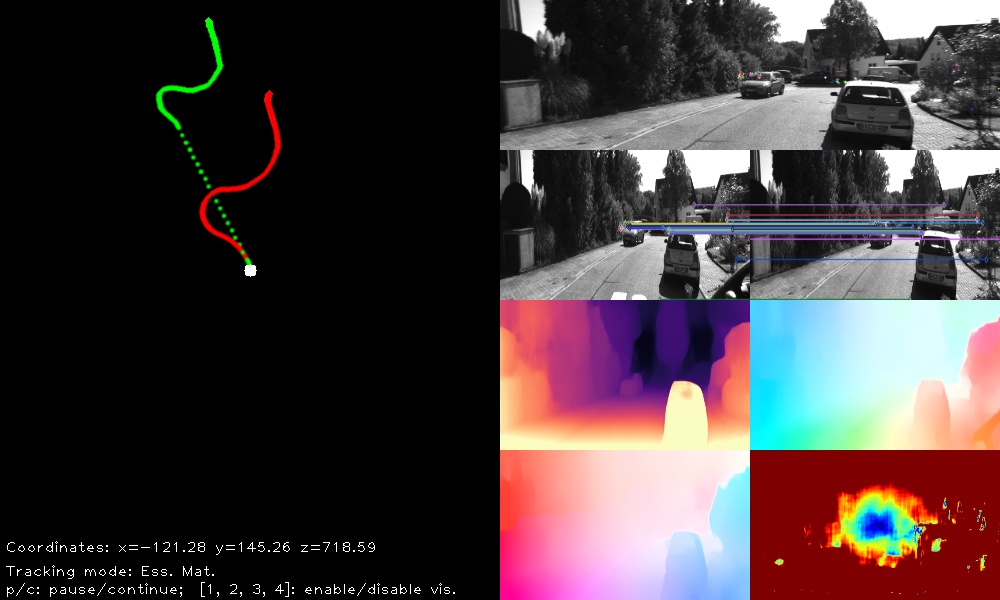 Coordinates: x=-121.28 y=145.26 z=718.59
Tracking mode: Ess. Mat.
p/c: pause/continue;  [1, 2, 3, 4]: enable/disable vis.